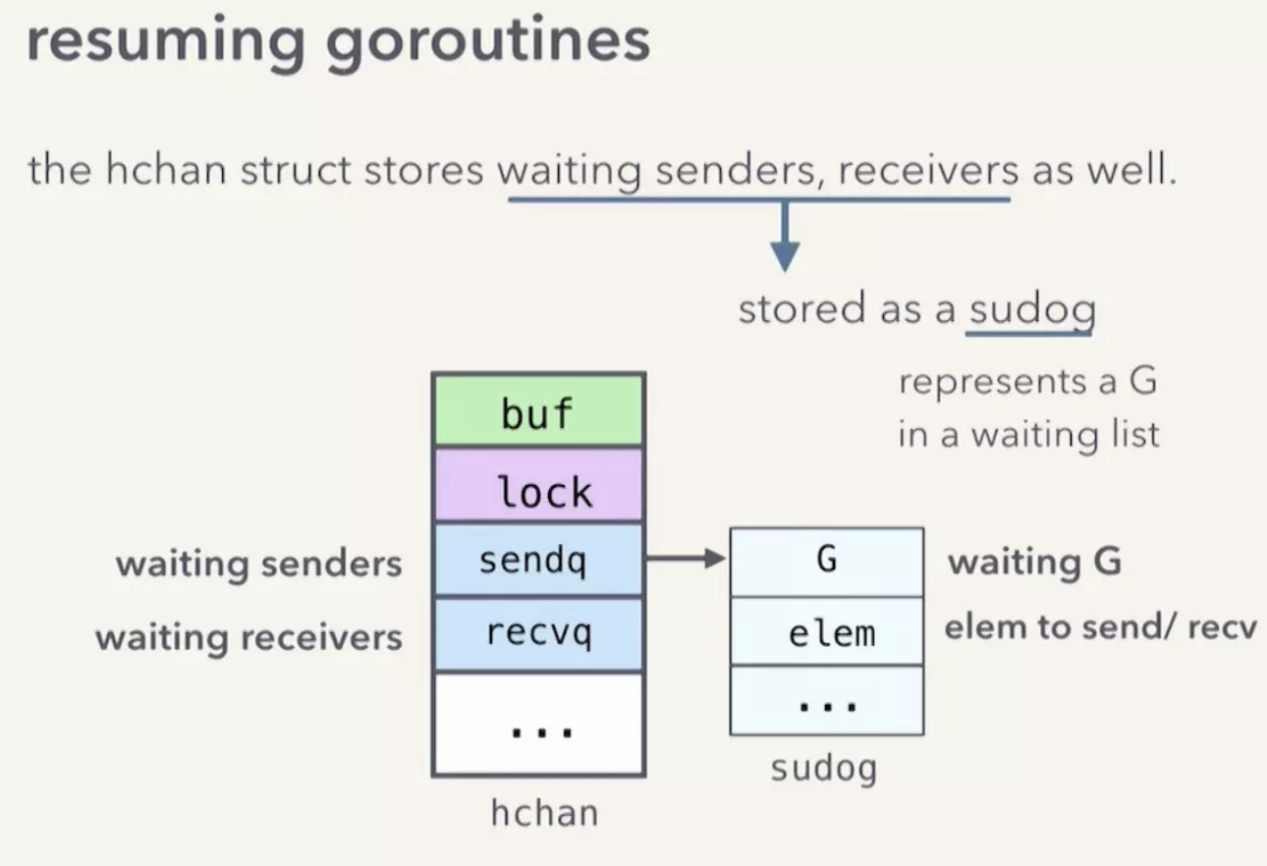 resuming goroutines
the hchan struct stores waiting senders, receivers as well.
stored as a sudog
represents a G
in a waiting list
buf
lock
waiting senders
sendq
G
waiting G
waiting receivers
recvq
elem
elem to send/ recv
...
...
sudog
hchan